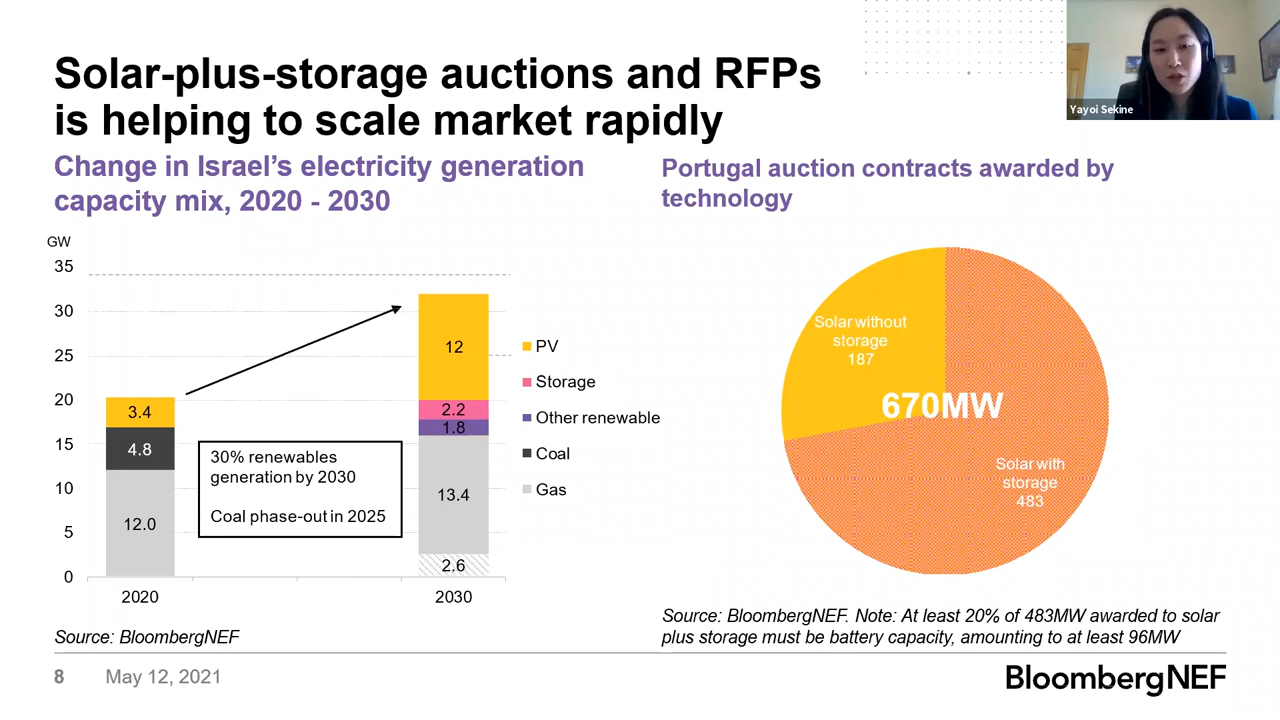 Solar-plus-storage auctions and RFPs
is helping to scale market rapidly
Yayoi Sekine
Change in Israel's electricity generation
capacity mix, 2020 - 2030
GW
35
30
25
20
15
10
5
0
3.4
4.8
12.0
2020
30% renewables
generation by 2030
Coal phase-out in 2025
12
2.2
1.8
13.4
2.6
2030
PV
Storage
Other renewable
Coal
Gas
Source: BloombergNEF
Portugal auction contracts awarded by
technology
Solar without
storage
187
670MW
Solar with
storage
483
Source: BloombergNEF. Note: At least 20% of 483MW awarded to solar
plus storage must be battery capacity, amounting to at least 96MW
8 May 12, 2021
BloombergNEF